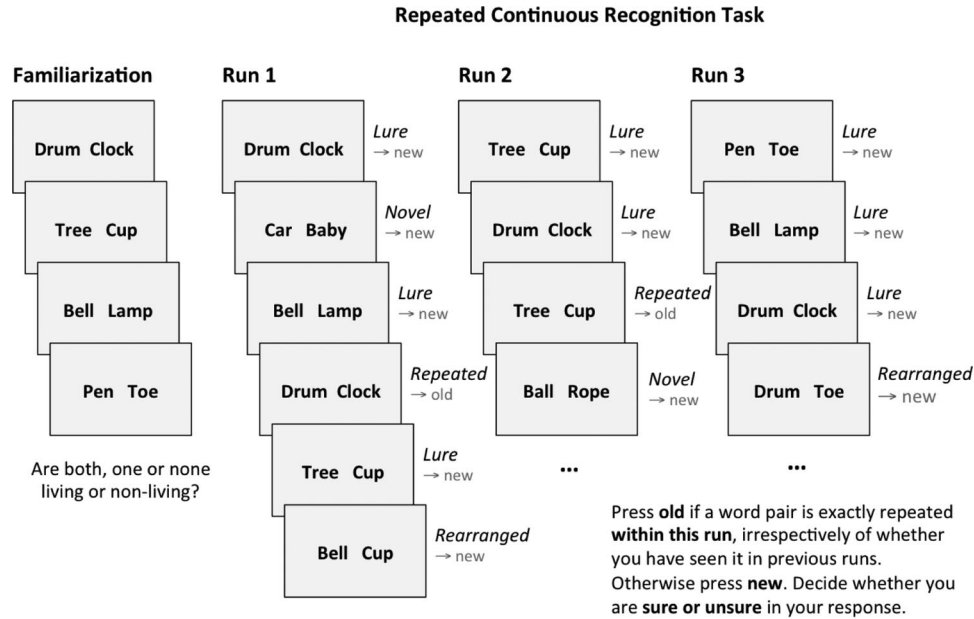 Repeated Continuous Recognition Task
Familiarization
Drum Clock
Tree Cup
Bell Lamp
Pen Toe
Are both, one or none
living or non-living?
Run 1
Drum Clock
Lure
→ new
Car Baby
Novel
→ new
Bell Lamp
Lure
→ new
Drum Clock
Repeated
→ old
Tree Cup
Lure
→ new
Bell Cup
Rearranged
→ new
Run 2
Tree Cup
Lure
→ new
Drum Clock
Lure
→ new
Tree Cup
Repeated
→ old
Ball Rope
Novel
→ new
...
Run 3
Pen Toe
Lure
→ new
Bell Lamp
Lure
→ new
Drum Clock
Lure
→ new
Drum Toe
Rearranged
→ new
...
Press old if a word pair is exactly repeated
within this run, irrespectively of whether
you have seen it in previous runs.
Otherwise press new. Decide whether you
are sure or unsure in your response.